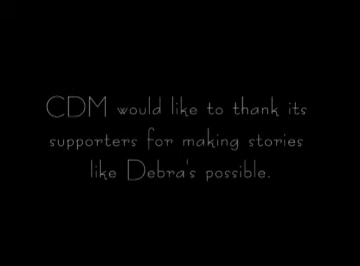 CDM would like to thank its
supporters for making stories
like Debra's possible.